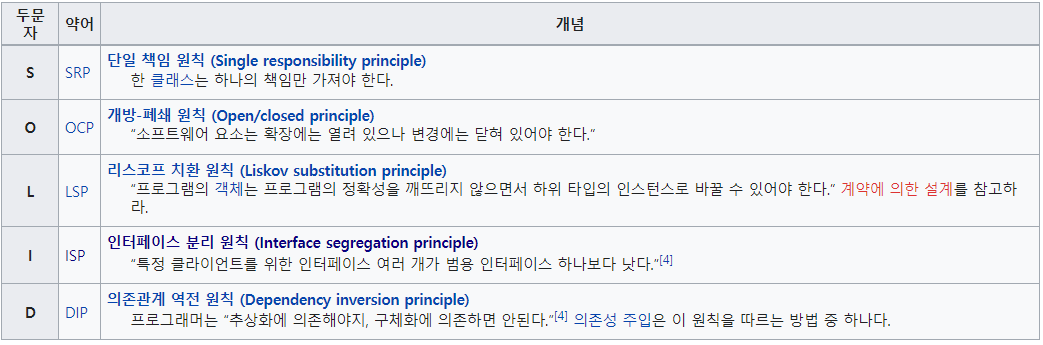 두문
자
약어
개념
S
SRP
단일 책임 원칙 (Single responsibility principle)
한 클래스는 하나의 책임만 가져야 한다.
O
OCP
개방-폐쇄 원칙 (Open/closed principle)
“소프트웨어 요소는 확장에는 열려 있으나 변경에는 닫혀 있어야 한다.”
L
LSP
리스코프 치환 원칙 (Liskov substitution principle)
“프로그램의 객체는 프로그램의 정확성을 깨뜨리지 않으면서 하위 타입의 인스턴스로 바꿀 수 있어야 한다.” 계약에 의한 설계를 참고하
라.
I
ISP
인터페이스 분리 원칙 (Interface segregation principle)
“특정 클라이언트를 위한 인터페이스 여러 개가 범용 인터페이스 하나보다 낫다.”[4]
D
DIP
의존관계 역전 원칙 (Dependency inversion principle)
프로그래머는 “추상화에 의존해야지, 구체화에 의존하면 안된다.”[4] 의존성 주입은 이 원칙을 따르는 방법 중 하나다.